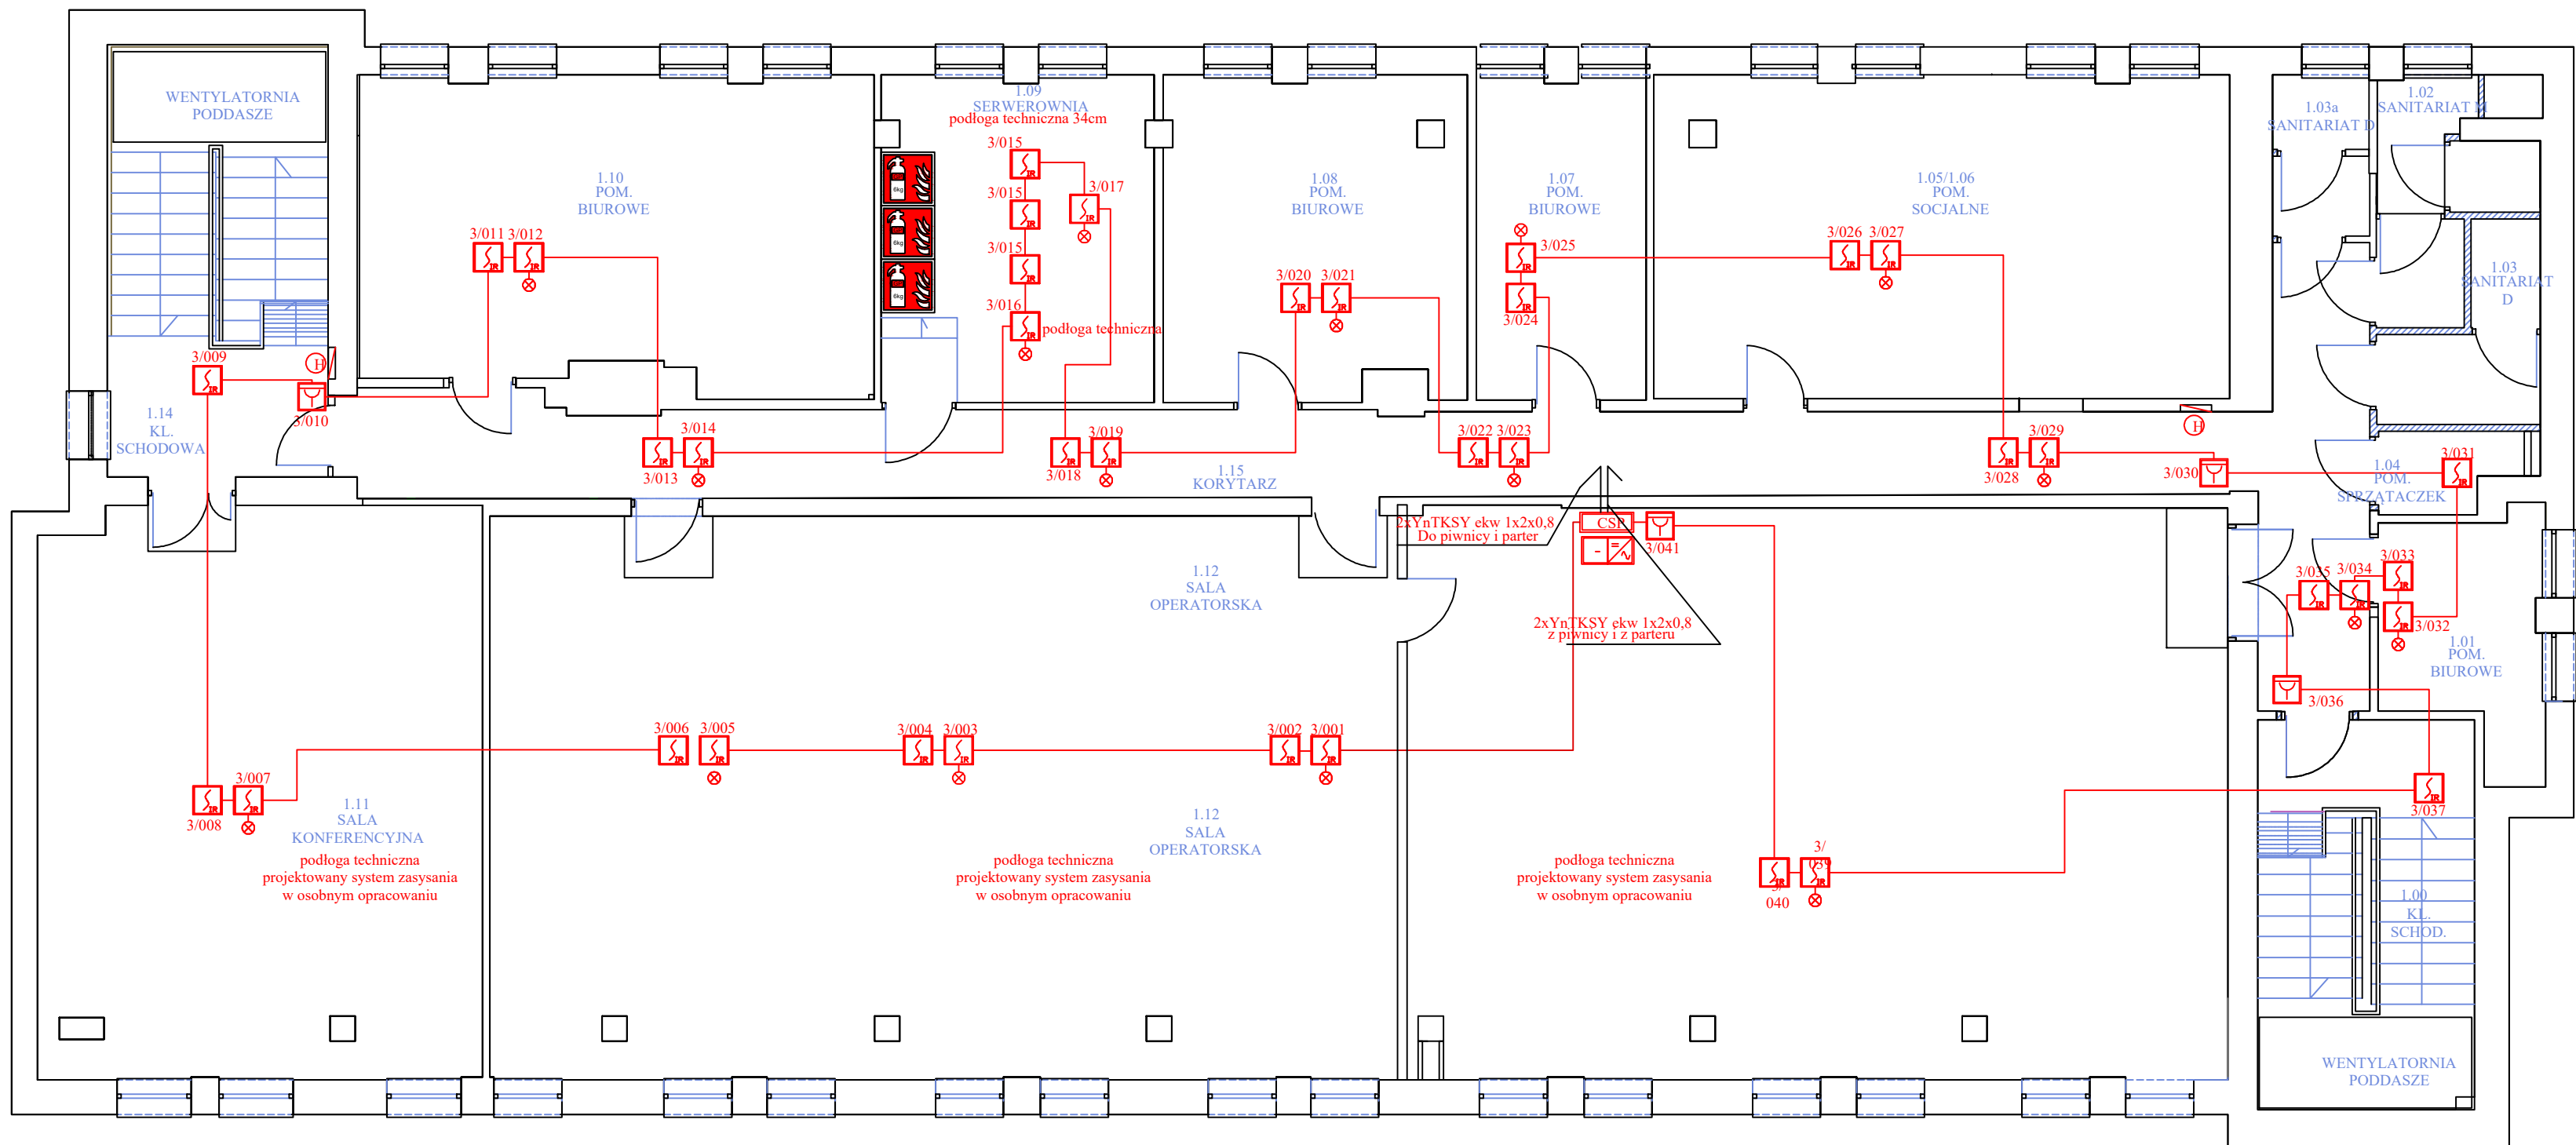 WENTYLATORNIA
PODDASZE
1.09
SERWEROWNIA
podłoga techniczna 34cm
1.03a
SANITARIAT D
1.02
SANITARIAT M
3/015
3/017
1.10
POM.
BIUROWE
3/015
1.08
POM.
BIUROWE
1.07
POM.
BIUROWE
1.05/1.06
POM.
SOCJALNE
6kg
6kg
6kg
3/011
3/012
3/015
3/025
3/026
3/027
1.03
SANITARIAT
D
3/020
3/021
3/016
podłoga techniczna
3/024
3/009
H
3/010
1.14
KL.
SCHODOWA
3/014
3/013
3/019
3/018
3/022
3/023
H
3/029
3/028
3/030
3/031
1.15
KORYTARZ
1.04
POM.
SPRZĄTACZEK
2xYnTKSY ekw 1x2x0,8
Do piwnicy i parter
CSP
3/041
1.12
SALA
OPERATORSKA
3/033
3/035
3/034
3/032
2xYnTKSY ekw 1x2x0,8
z piwnicy i z parteru
1.01
POM.
BIUROWE
3/036
3/006
3/005
3/004
3/003
3/002
3/001
3/007
3/008
3/037
1.11
SALA
KONFERENCYJNA
podłoga techniczna
projektowany system zasysania
w osobnym opracowaniu
1.12
SALA
OPERATORSKA
podłoga techniczna
projektowany system zasysania
w osobnym opracowaniu
podłoga techniczna
projektowany system zasysania
w osobnym opracowaniu
3/
039
3/
040
1.00
KL.
SCHOD.
WENTYLATORNIA
PODDASZE